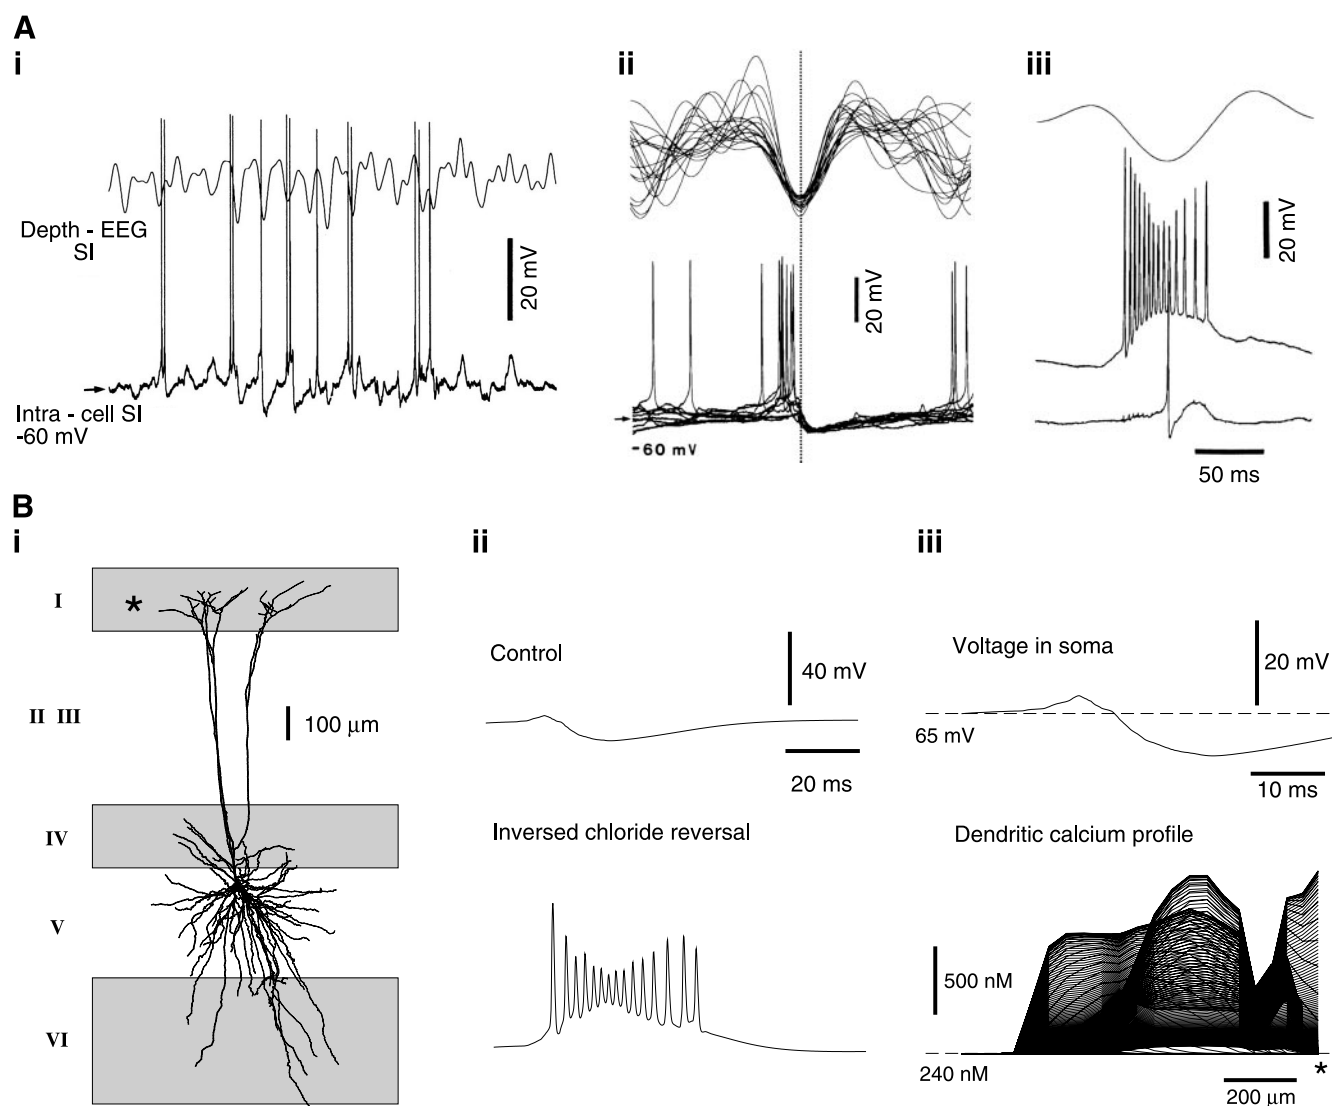 A
i
ii
iii
Depth - EEG
SI
20 mV
Intra - cell SI
-60 mV
20 mV
-60 mV
20 mV
50 ms
B
i
ii
iii
I
*
II III
100 μm
IV
V
VI
Control
40 mV
20 ms
Inversed chloride reversal
Voltage in soma
20 mV
65 mV
10 ms
Dendritic calcium profile
500 nM
240 nM
*
200 μm